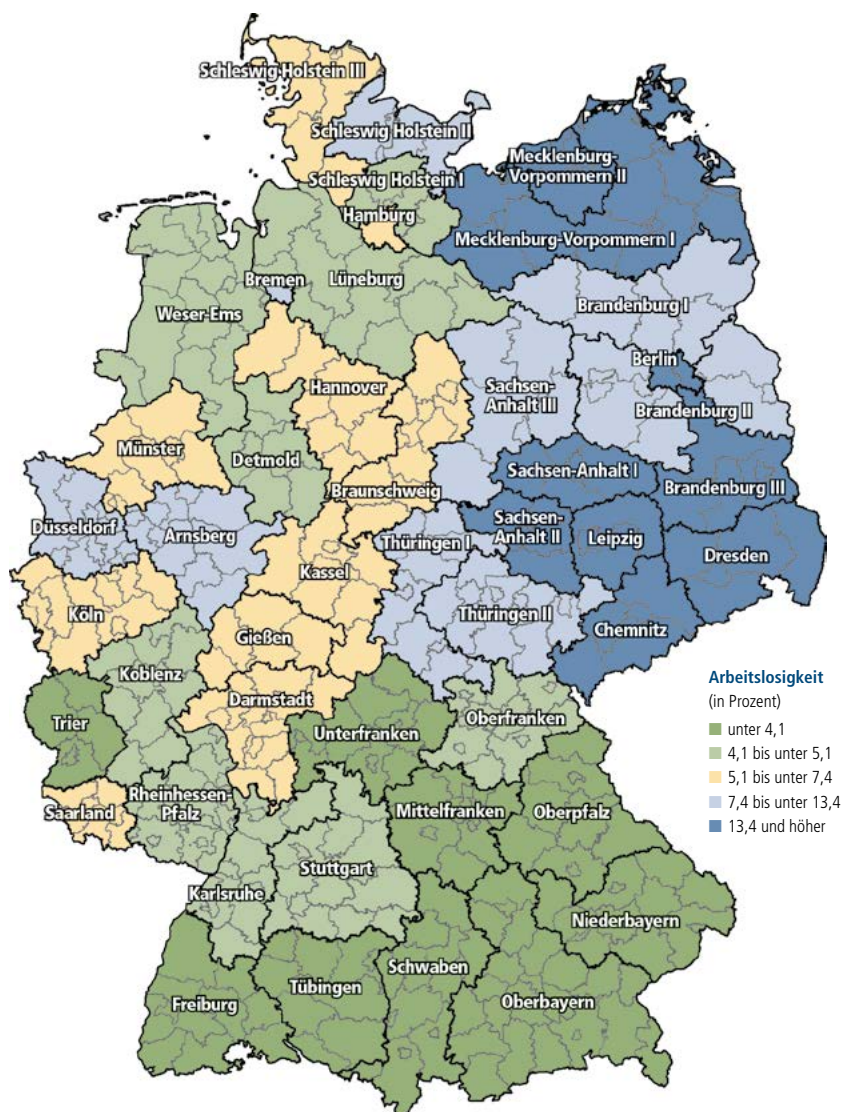 Schleswig Holstein III
Schleswig Holstein II
Mecklenburg-
Vorpommern II
Schleswig Holstein I
Hamburg
Mecklenburg-Vorpommern I
Bremen
Lüneburg
Weser-Ems
Brandenburg I
Berlin
Hannover
Sachsen-
Anhalt III
Brandenburg II
Münster
Detmold
Sachsen-Anhalt I
Brandenburg III
Braunschweig
Düsseldorf
Arnsberg
Thüringen I
Sachsen-
Anhalt II
Leipzig
Dresden
Kassel
Köln
Gießen
Thüringen II
Chemnitz
Koblenz
Trier
Darmstadt
Unterfranken
Oberfranken
Arbeitslosigkeit
(in Prozent)
unter 4,1
4,1 bis unter 5,1
5,1 bis unter 7,4
7,4 bis unter 13,4
13,4 und höher
Saarland
Rheinhessen-
Pfalz
Mittelfranken
Oberpfalz
Karlsruhe
Stuttgart
Niederbayern
Freiburg
Tübingen
Schwaben
Oberbayern